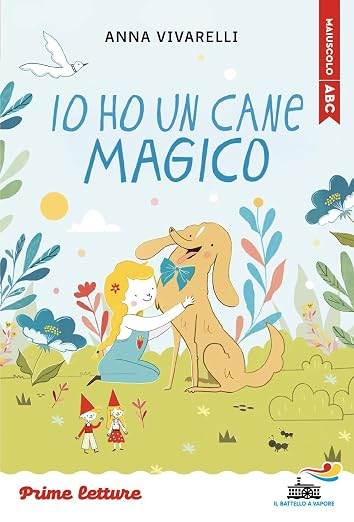 ANNA VIVARELLI
MAIUSCOLO
ABC
IO HO UN CANE
MAGICO
Prime letture
IL BATTELLO A VAPORE